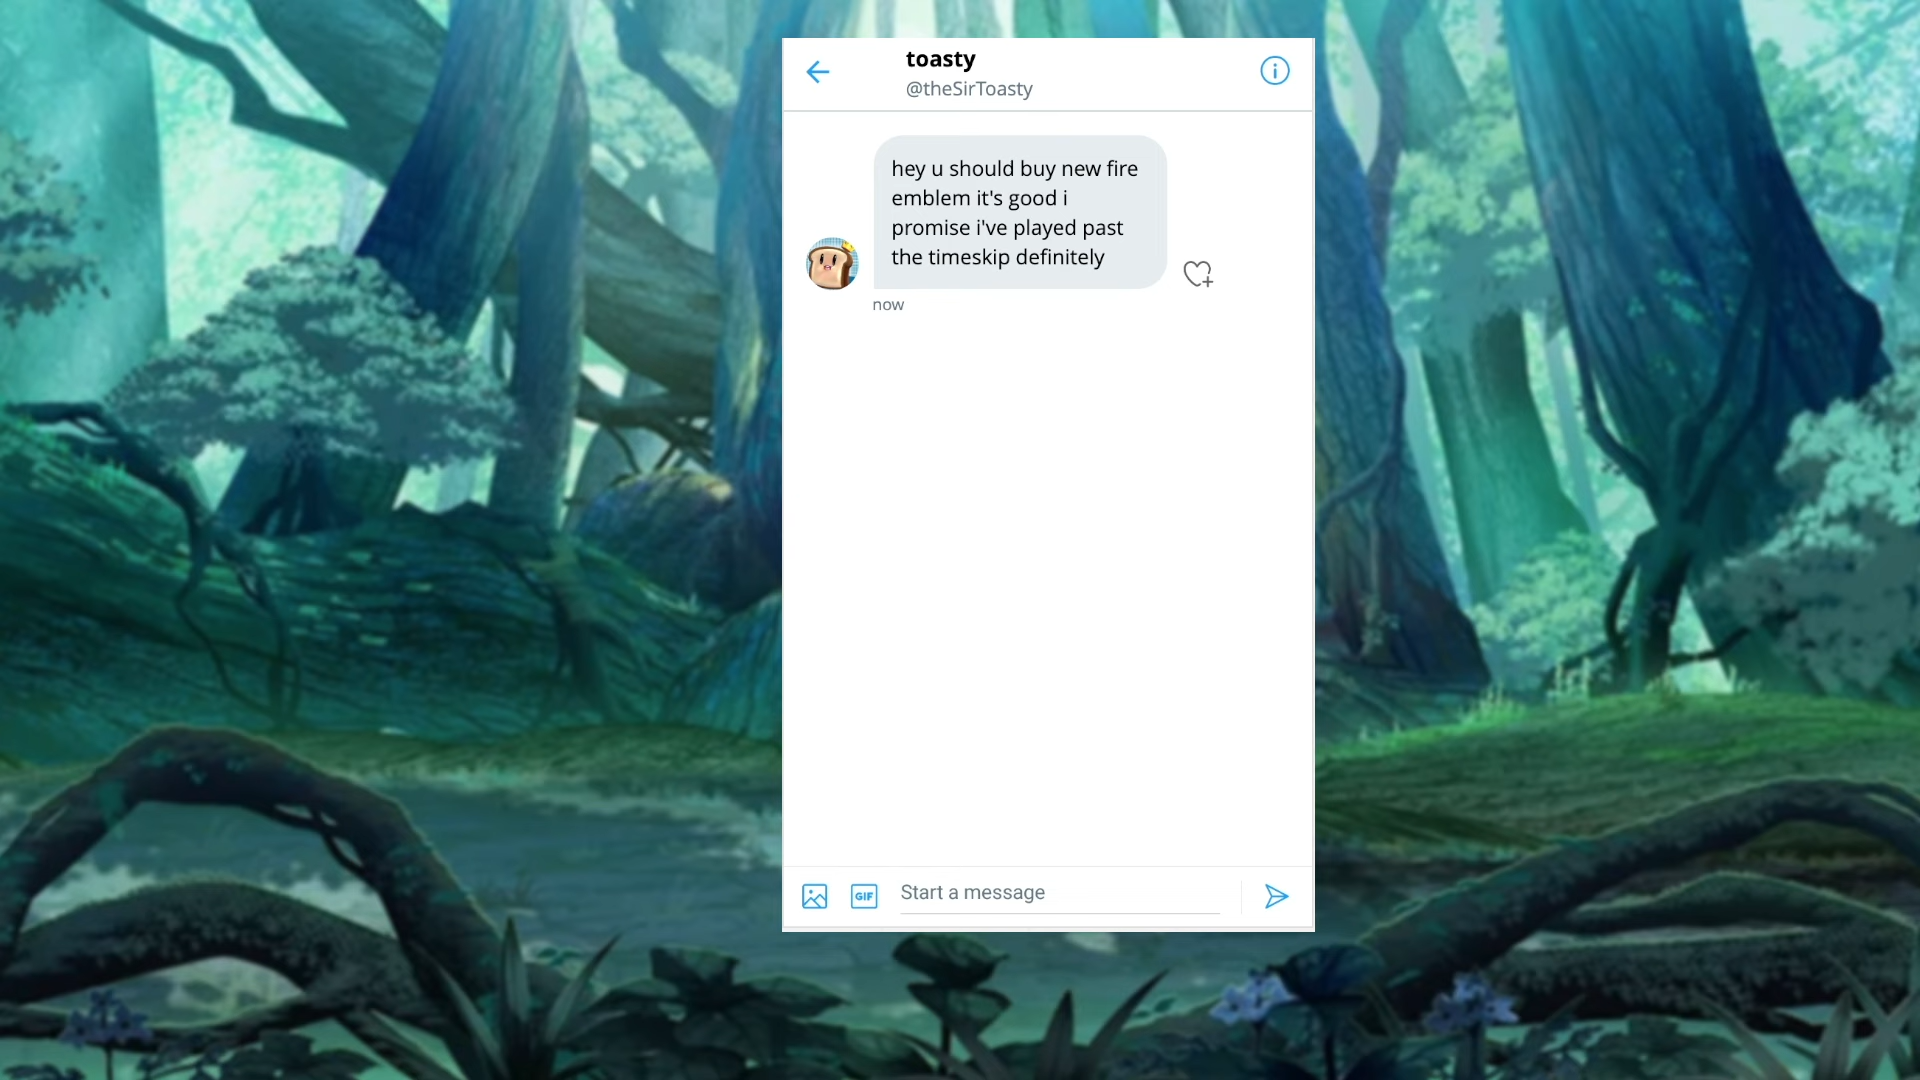 toasty
@theSirToasty
hey u should buy new fire
emblem it's good i
promise i've played past
the timeskip definitely
now
GIF
Start a message